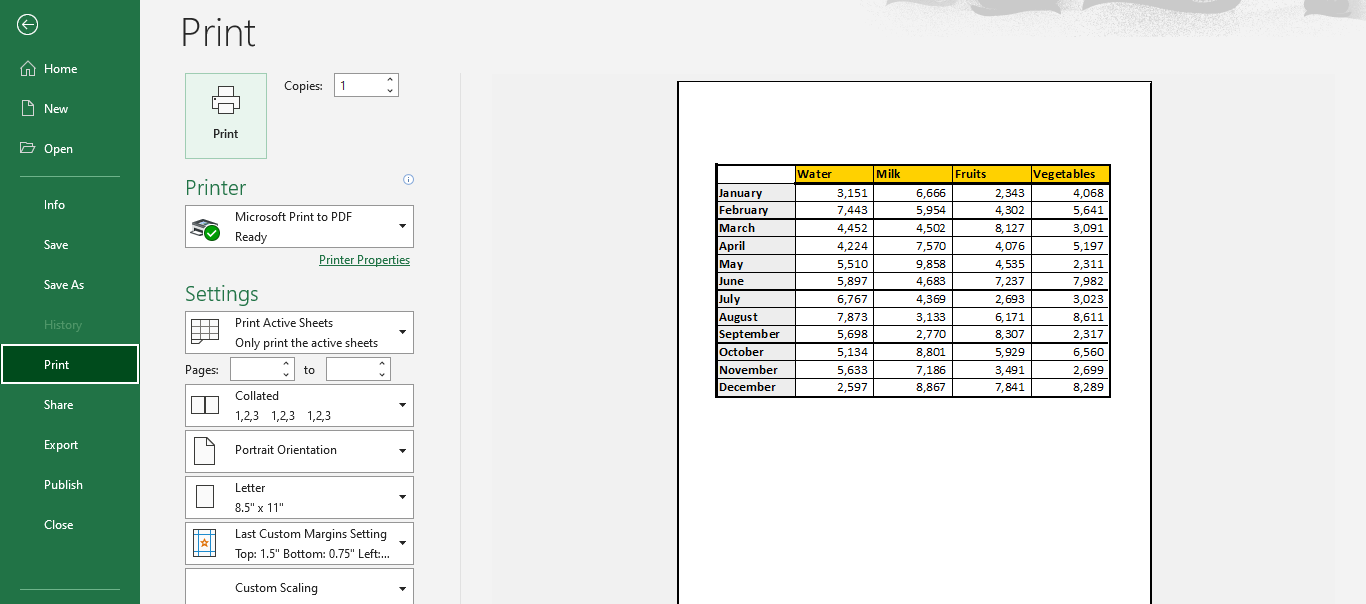 Print
Home
New
Open
Info
Save
Save As
History
Print
Share
Export
Publish
Close
Print
Copies: 1
Printer
Microsoft Print to PDF
Ready
Printer Properties
Settings
Print Active Sheets
Only print the active sheets
Pages: to
Collated
1,2,3 1,2,3 1,2,3
Portrait Orientation
Letter
8.5" x 11"
Last Custom Margins Setting
Top: 1.5" Bottom: 0.75" Left:...
Custom Scaling
Water Milk Fruits Vegetables
January 3,151 6,666 2,343 4,068
February 7,443 5,954 4,302 5,641
March 4,452 4,502 8,127 3,091
April 4,224 7,570 4,076 5,197
May 5,510 9,858 4,535 2,311
June 5,897 4,683 7,237 7,982
July 6,767 4,369 2,693 3,023
August 7,873 3,133 6,171 8,611
September 5,698 2,770 8,307 2,317
October 5,134 8,801 5,929 6,560
November 5,633 7,186 3,491 2,699
December 2,597 8,867 7,841 8,289